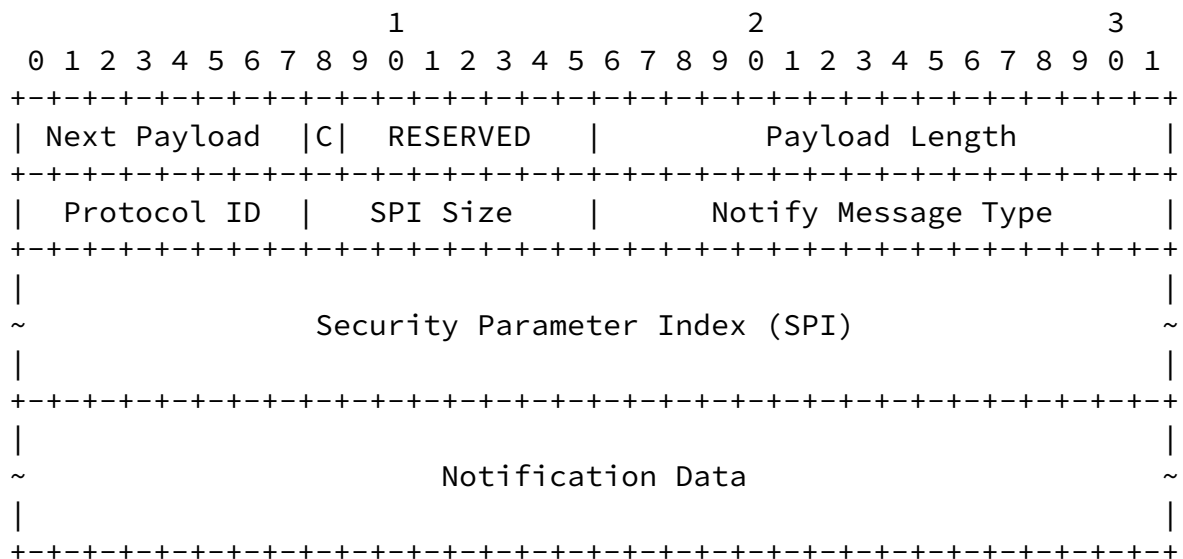 1                   2                   3
 0 1 2 3 4 5 6 7 8 9 0 1 2 3 4 5 6 7 8 9 0 1 2 3 4 5 6 7 8 9 0 1
+-+-+-+-+-+-+-+-+-+-+-+-+-+-+-+-+-+-+-+-+-+-+-+-+-+-+-+-+-+-+-+-+
| Next Payload  |C|  RESERVED   |         Payload Length        |
+-+-+-+-+-+-+-+-+-+-+-+-+-+-+-+-+-+-+-+-+-+-+-+-+-+-+-+-+-+-+-+-+
|  Protocol ID  |   SPI Size    |      Notify Message Type      |
+-+-+-+-+-+-+-+-+-+-+-+-+-+-+-+-+-+-+-+-+-+-+-+-+-+-+-+-+-+-+-+-+
|                                                               |
~                Security Parameter Index (SPI)                 ~
|                                                               |
+-+-+-+-+-+-+-+-+-+-+-+-+-+-+-+-+-+-+-+-+-+-+-+-+-+-+-+-+-+-+-+-+
|                                                               |
~                       Notification Data                       ~
|                                                               |
+-+-+-+-+-+-+-+-+-+-+-+-+-+-+-+-+-+-+-+-+-+-+-+-+-+-+-+-+-+-+-+-+